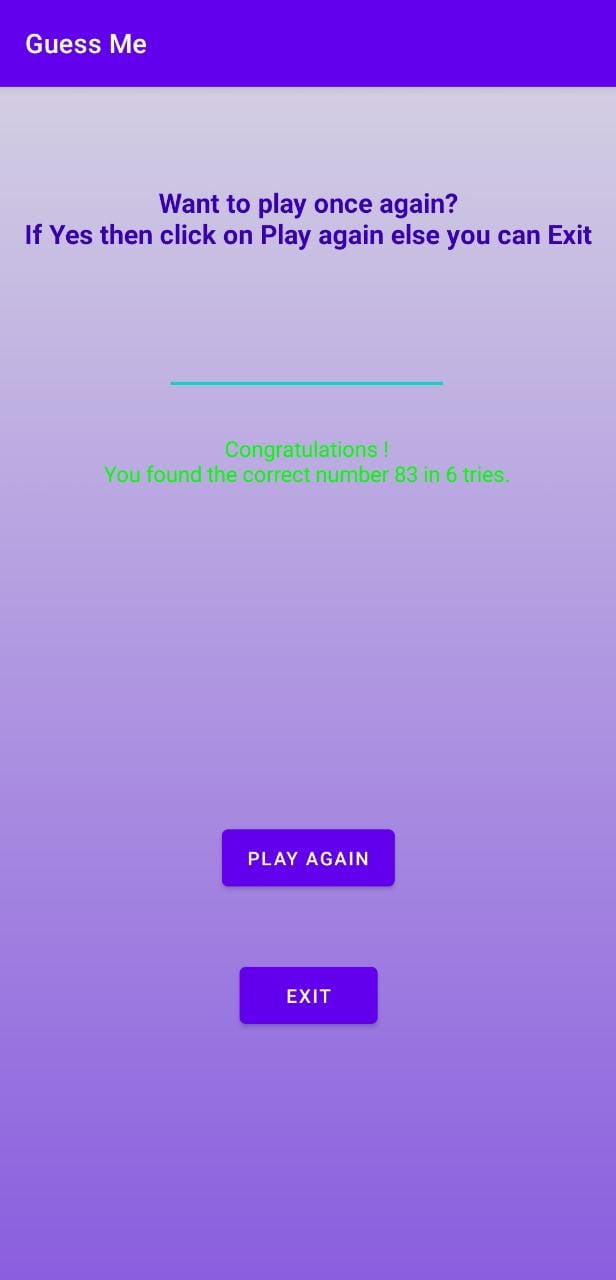 Guess Me
Want to play once again?
If Yes then click on Play again else you can Exit
Congratulations !
You found the correct number 83 in 6 tries.
PLAY AGAIN
EXIT